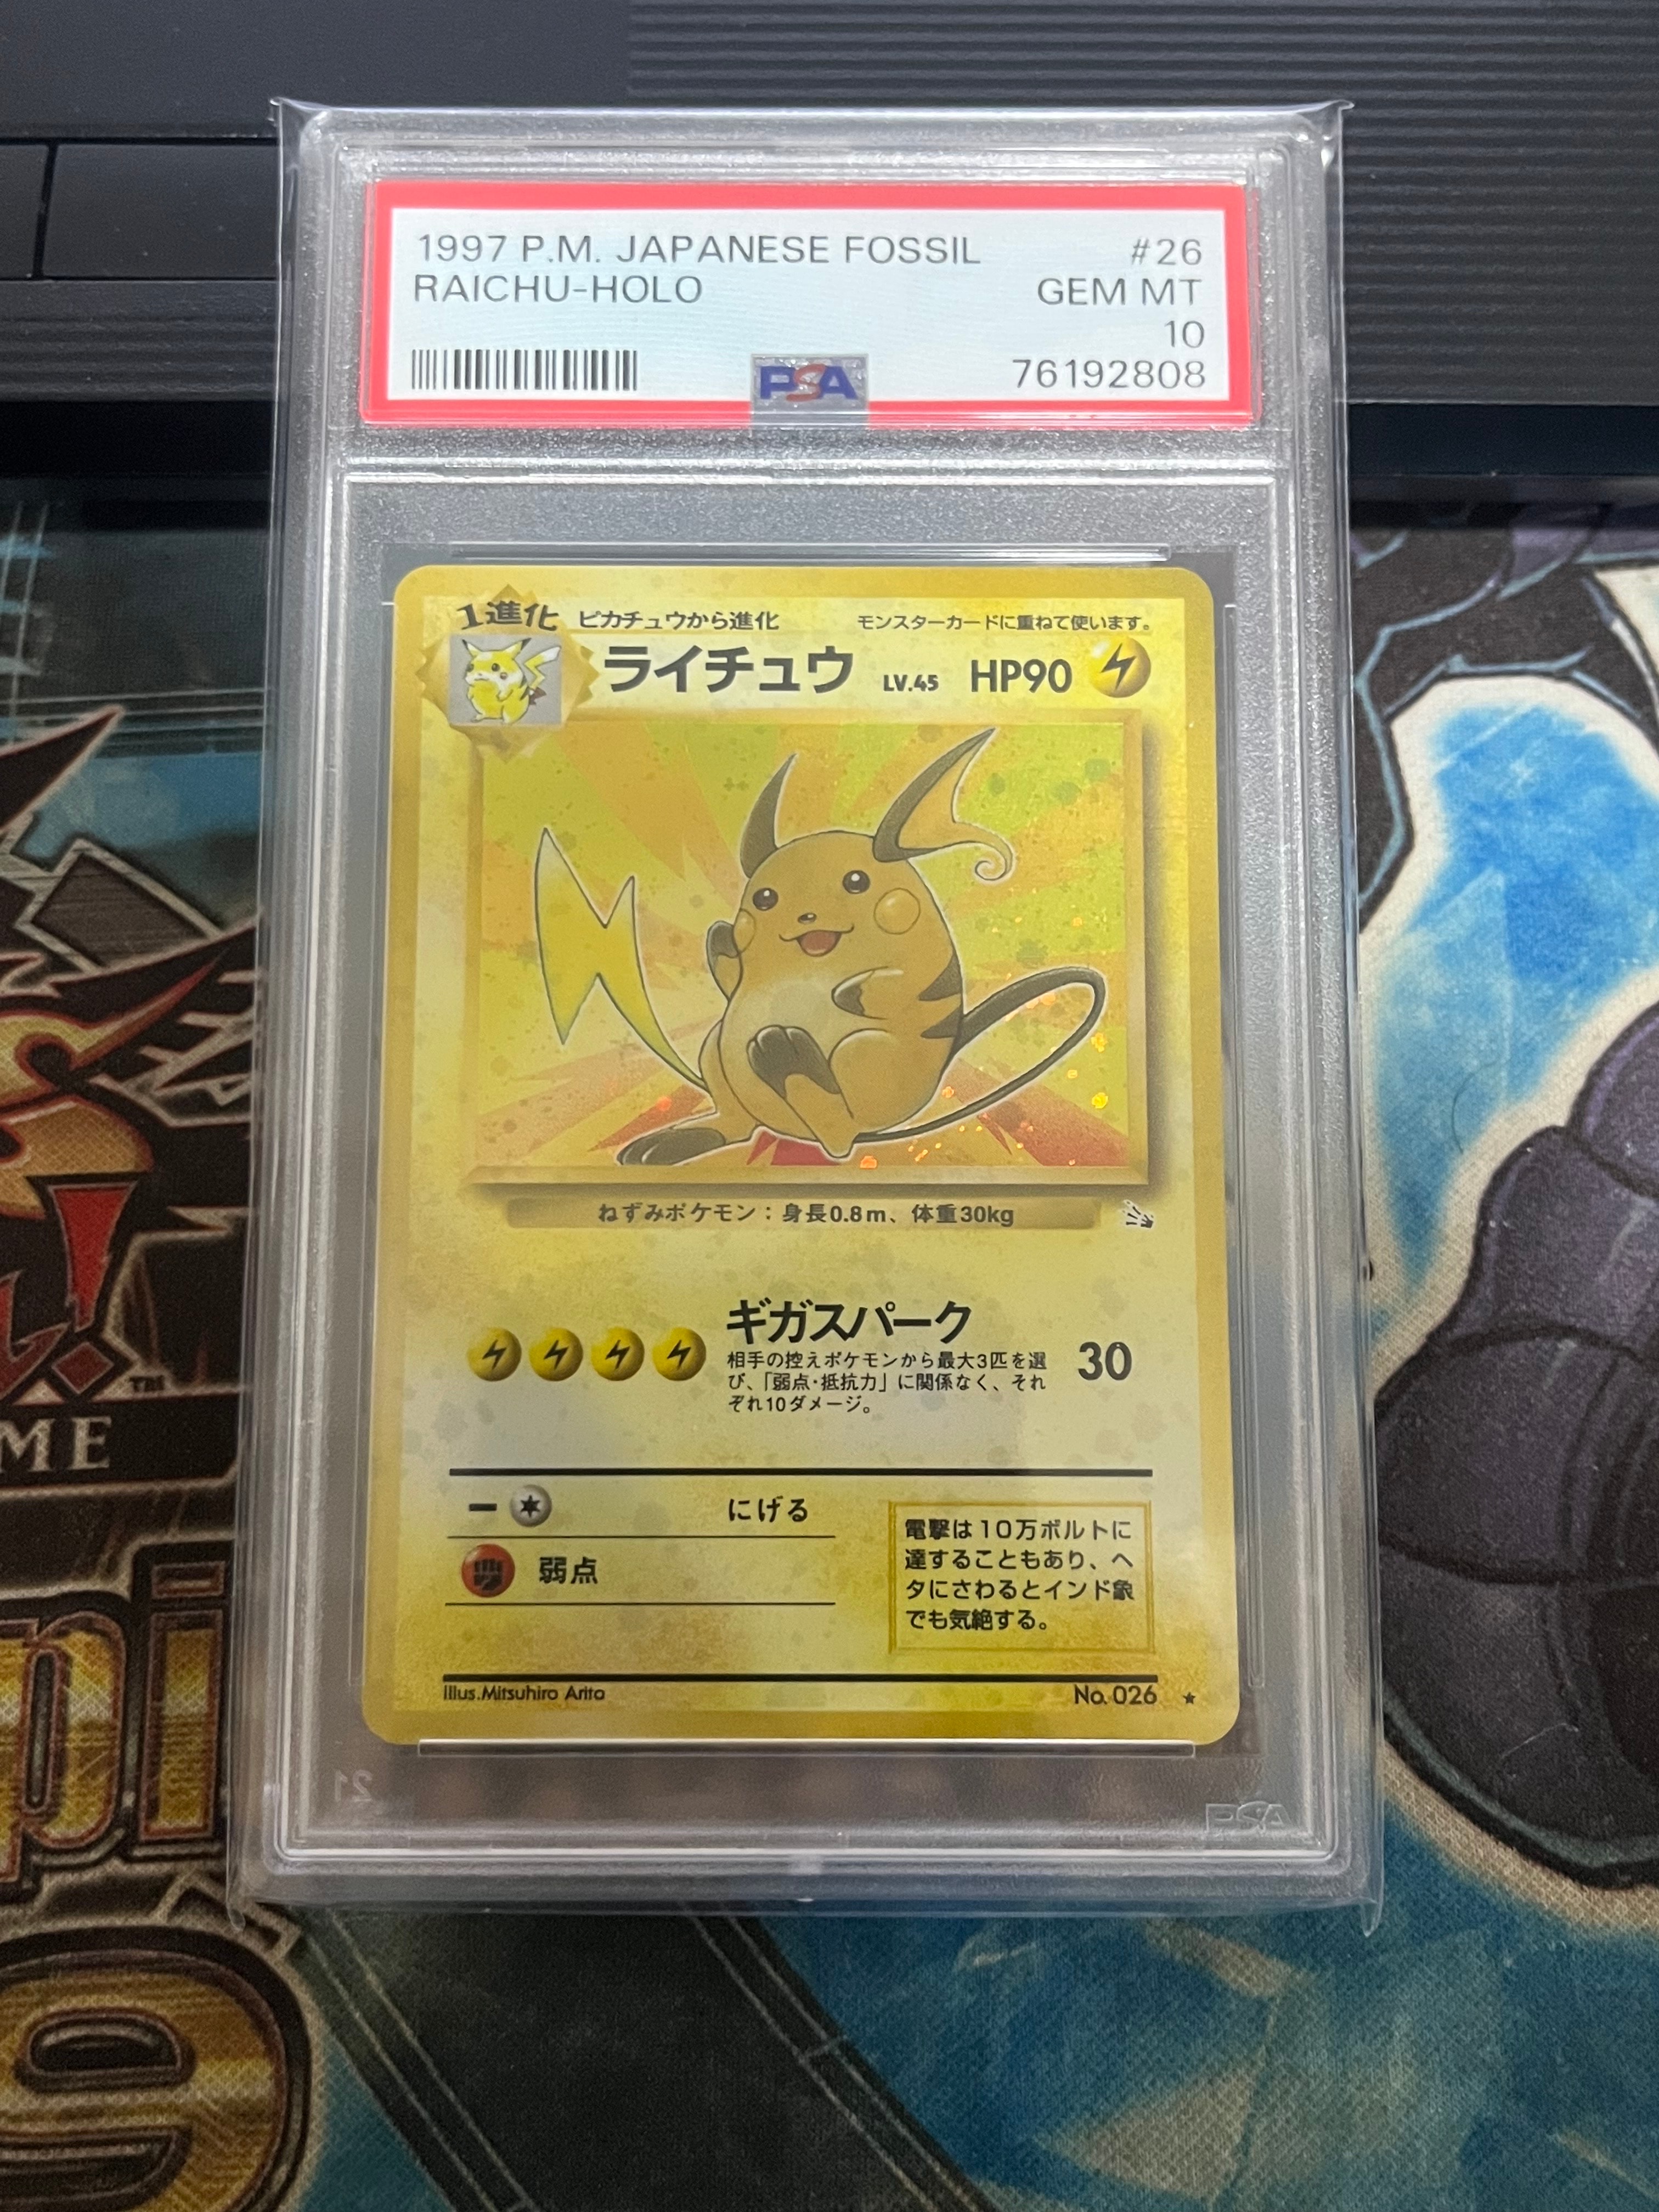 1997 P.M. JAPANESE FOSSIL #26
RAICHU-HOLO GEM MT
10
PSA 76192808
1進化 ピカチュウから進化 モンスターカードに重ねて使います。
ライチュウ LV.45 HP90
ねずみポケモン：身長0.8m、体重30kg
ギガスパーク
相手の控えポケモンから最大3匹を選
び、「弱点・抵抗力」に関係なく、それ
ぞれ10ダメージ。
30
にげる
弱点
電撃は10万ボルトに
達することもあり、ヘ
タにさわるとインド象
でも気絶する。
Illus.Mitsuhiro Arita No. 026 ★
21 PSA
TM
ME
pi
9